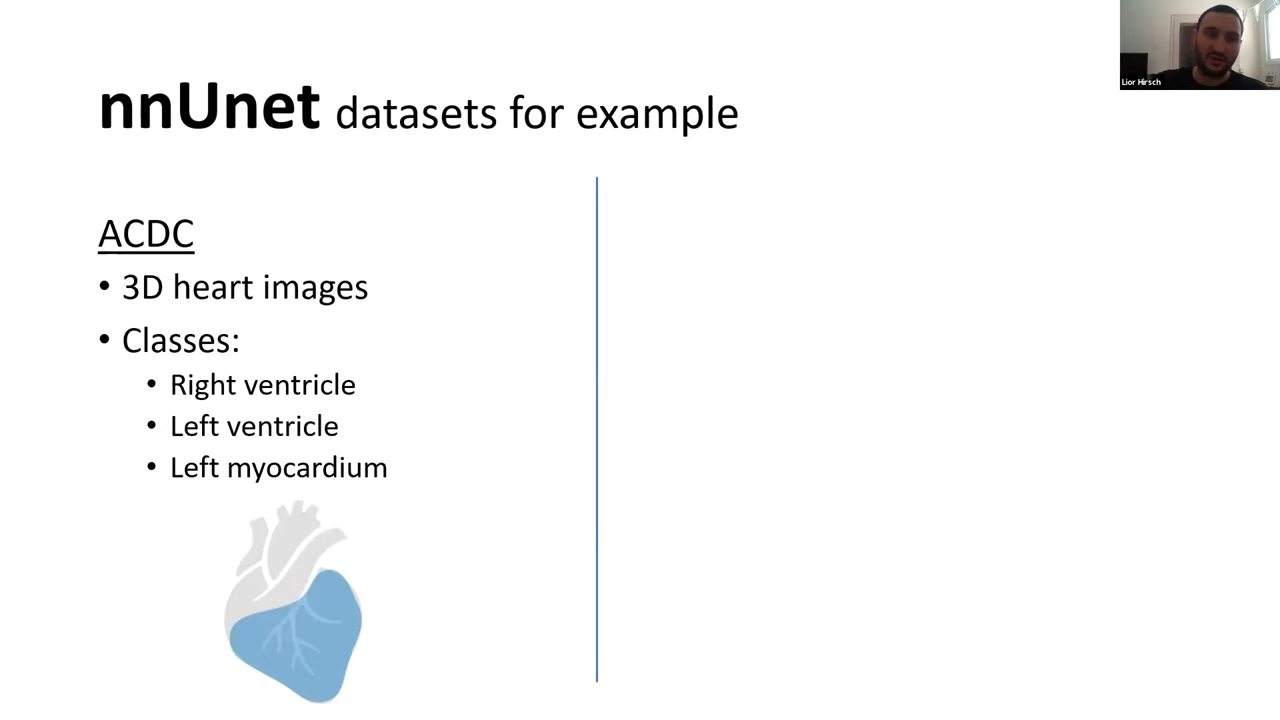 nnUnet datasets for example
ACDC
• 3D heart images
• Classes:
• Right ventricle
• Left ventricle
• Left myocardium
Lior Hirsch